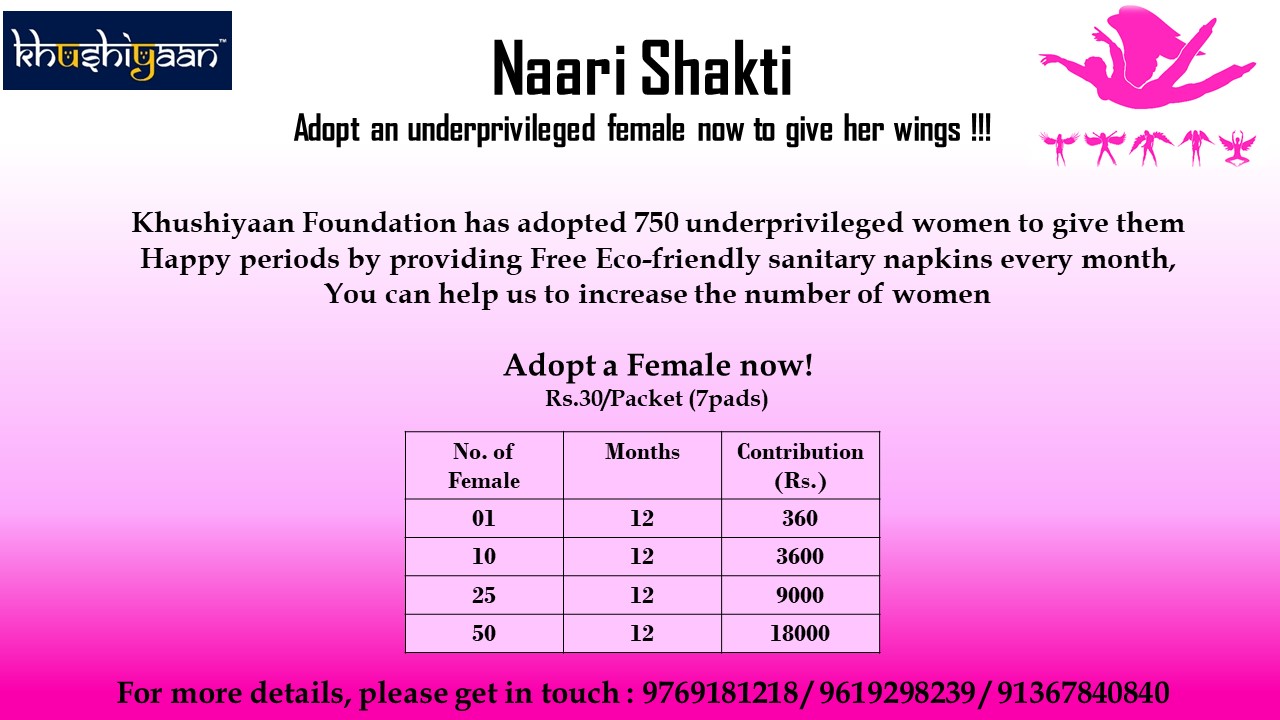 khushiyaan™
Naari Shakti
Adopt an underprivileged female now to give her wings !!!
Khushiyaan Foundation has adopted 750 underprivileged women to give them
Happy periods by providing Free Eco-friendly sanitary napkins every month,
You can help us to increase the number of women
Adopt a Female now!
Rs.30/Packet (7pads)
No. of Female Months Contribution (Rs.)
01 12 360
10 12 3600
25 12 9000
50 12 18000
For more details, please get in touch : 9769181218 / 9619298239 / 91367840840